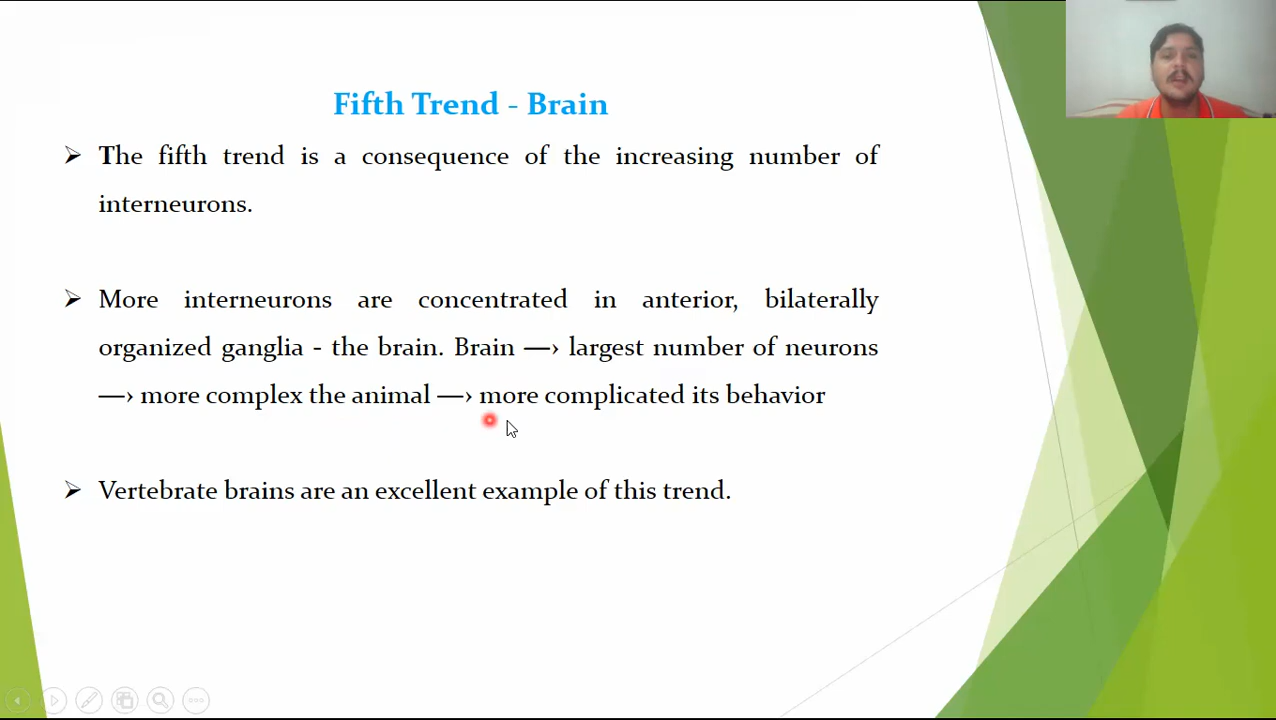 Fifth Trend - Brain
➢ The fifth trend is a consequence of the increasing number of
interneurons.
➢ More interneurons are concentrated in anterior, bilaterally
organized ganglia - the brain. Brain —› largest number of neurons
—› more complex the animal —› more complicated its behavior
➢ Vertebrate brains are an excellent example of this trend.